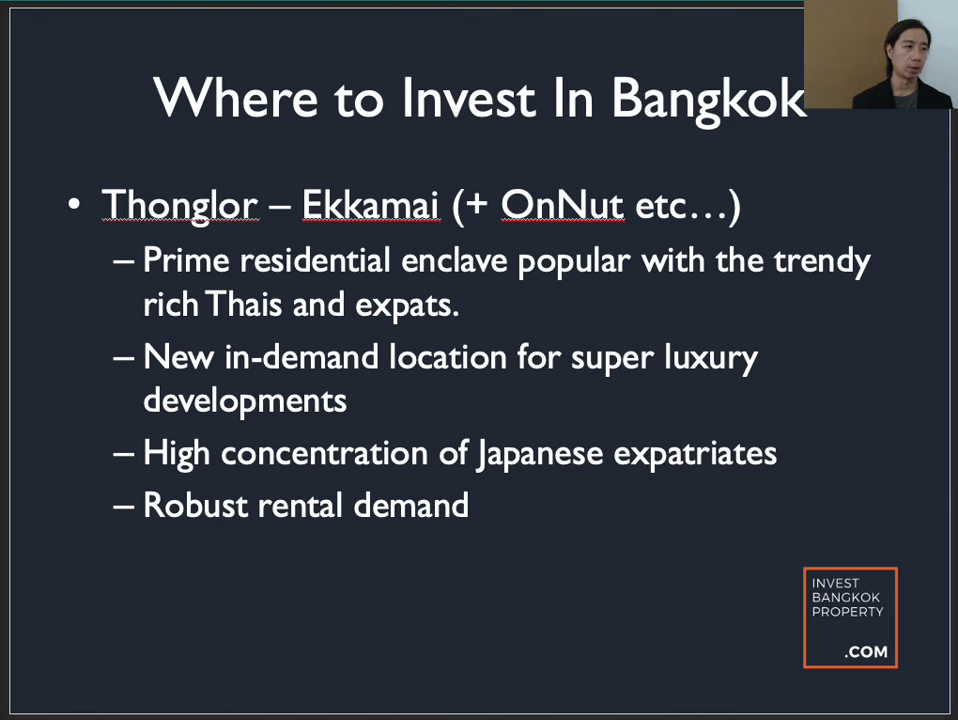 Where to Invest In Bangkok
• Thonglor – Ekkamai (+ OnNut etc…)
– Prime residential enclave popular with the trendy
rich Thais and expats.
– New in-demand location for super luxury
developments
– High concentration of Japanese expatriates
– Robust rental demand
INVEST
BANGKOK
PROPERTY
.COM